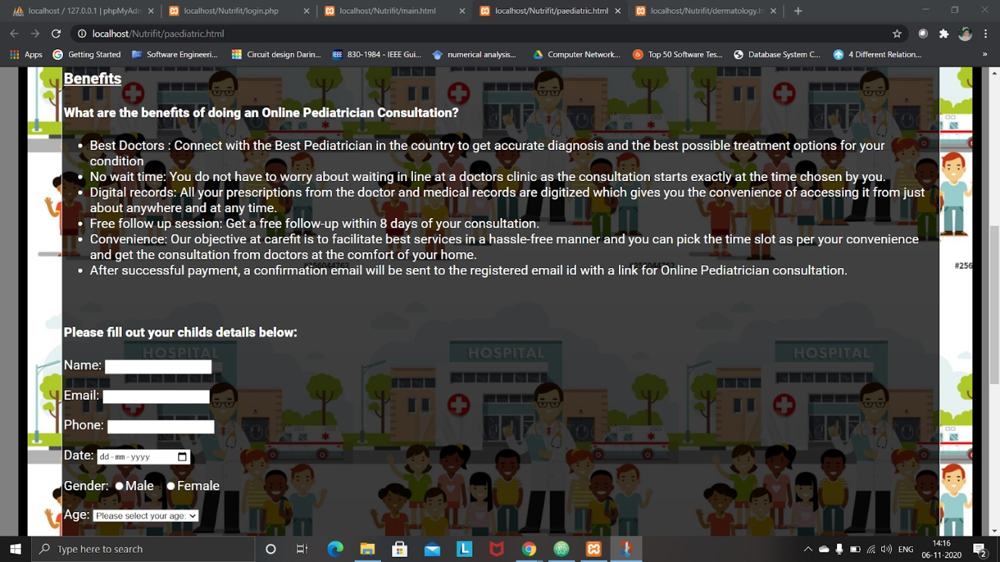 localhost / 127.0.0.1 | phpMyAdn
localhost/Nutrifit/login.php
localhost/Nutrifit/main.html
localhost/Nutrifit/paediatric.html
localhost/Nutrifit/dermatology.h
localhost/Nutrifit/paediatric.html
Apps
Getting Started
Software Engineeri...
Circuit design Darin...
IEEE
830-1984 - IEEE Gui...
numerical analysis...
Computer Network...
Top 50 Software Tes...
Database System C...
4 Different Relation...
»
Benefits
What are the benefits of doing an Online Pediatrician Consultation?
• Best Doctors : Connect with the Best Pediatrician in the country to get accurate diagnosis and the best possible treatment options for your
condition
• No wait time: You do not have to worry about waiting in line at a doctors clinic as the consultation starts exactly at the time chosen by you.
• Digital records: All your prescriptions from the doctor and medical records are digitized which gives you the convenience of accessing it from just
about anywhere and at any time.
• Free follow up session: Get a free follow-up within 8 days of your consultation.
• Convenience: Our objective at carefit is to facilitate best services in a hassle-free manner and you can pick the time slot as per your convenience
and get the consultation from doctors at the comfort of your home.
#256044762
#256044762
#256
• After successful payment, a confirmation email will be sent to the registered email id with a link for Online Pediatrician consultation.
Please fill out your childs details below:
HOSPITAL
HOSPITAL
HOSPITAL
Name:
Email:
Phone:
Date: dd-mm-yyyy
Gender: Male Female
Age: Please select your age:
Type here to search
L
ENG
14:16
06-11-2020
2